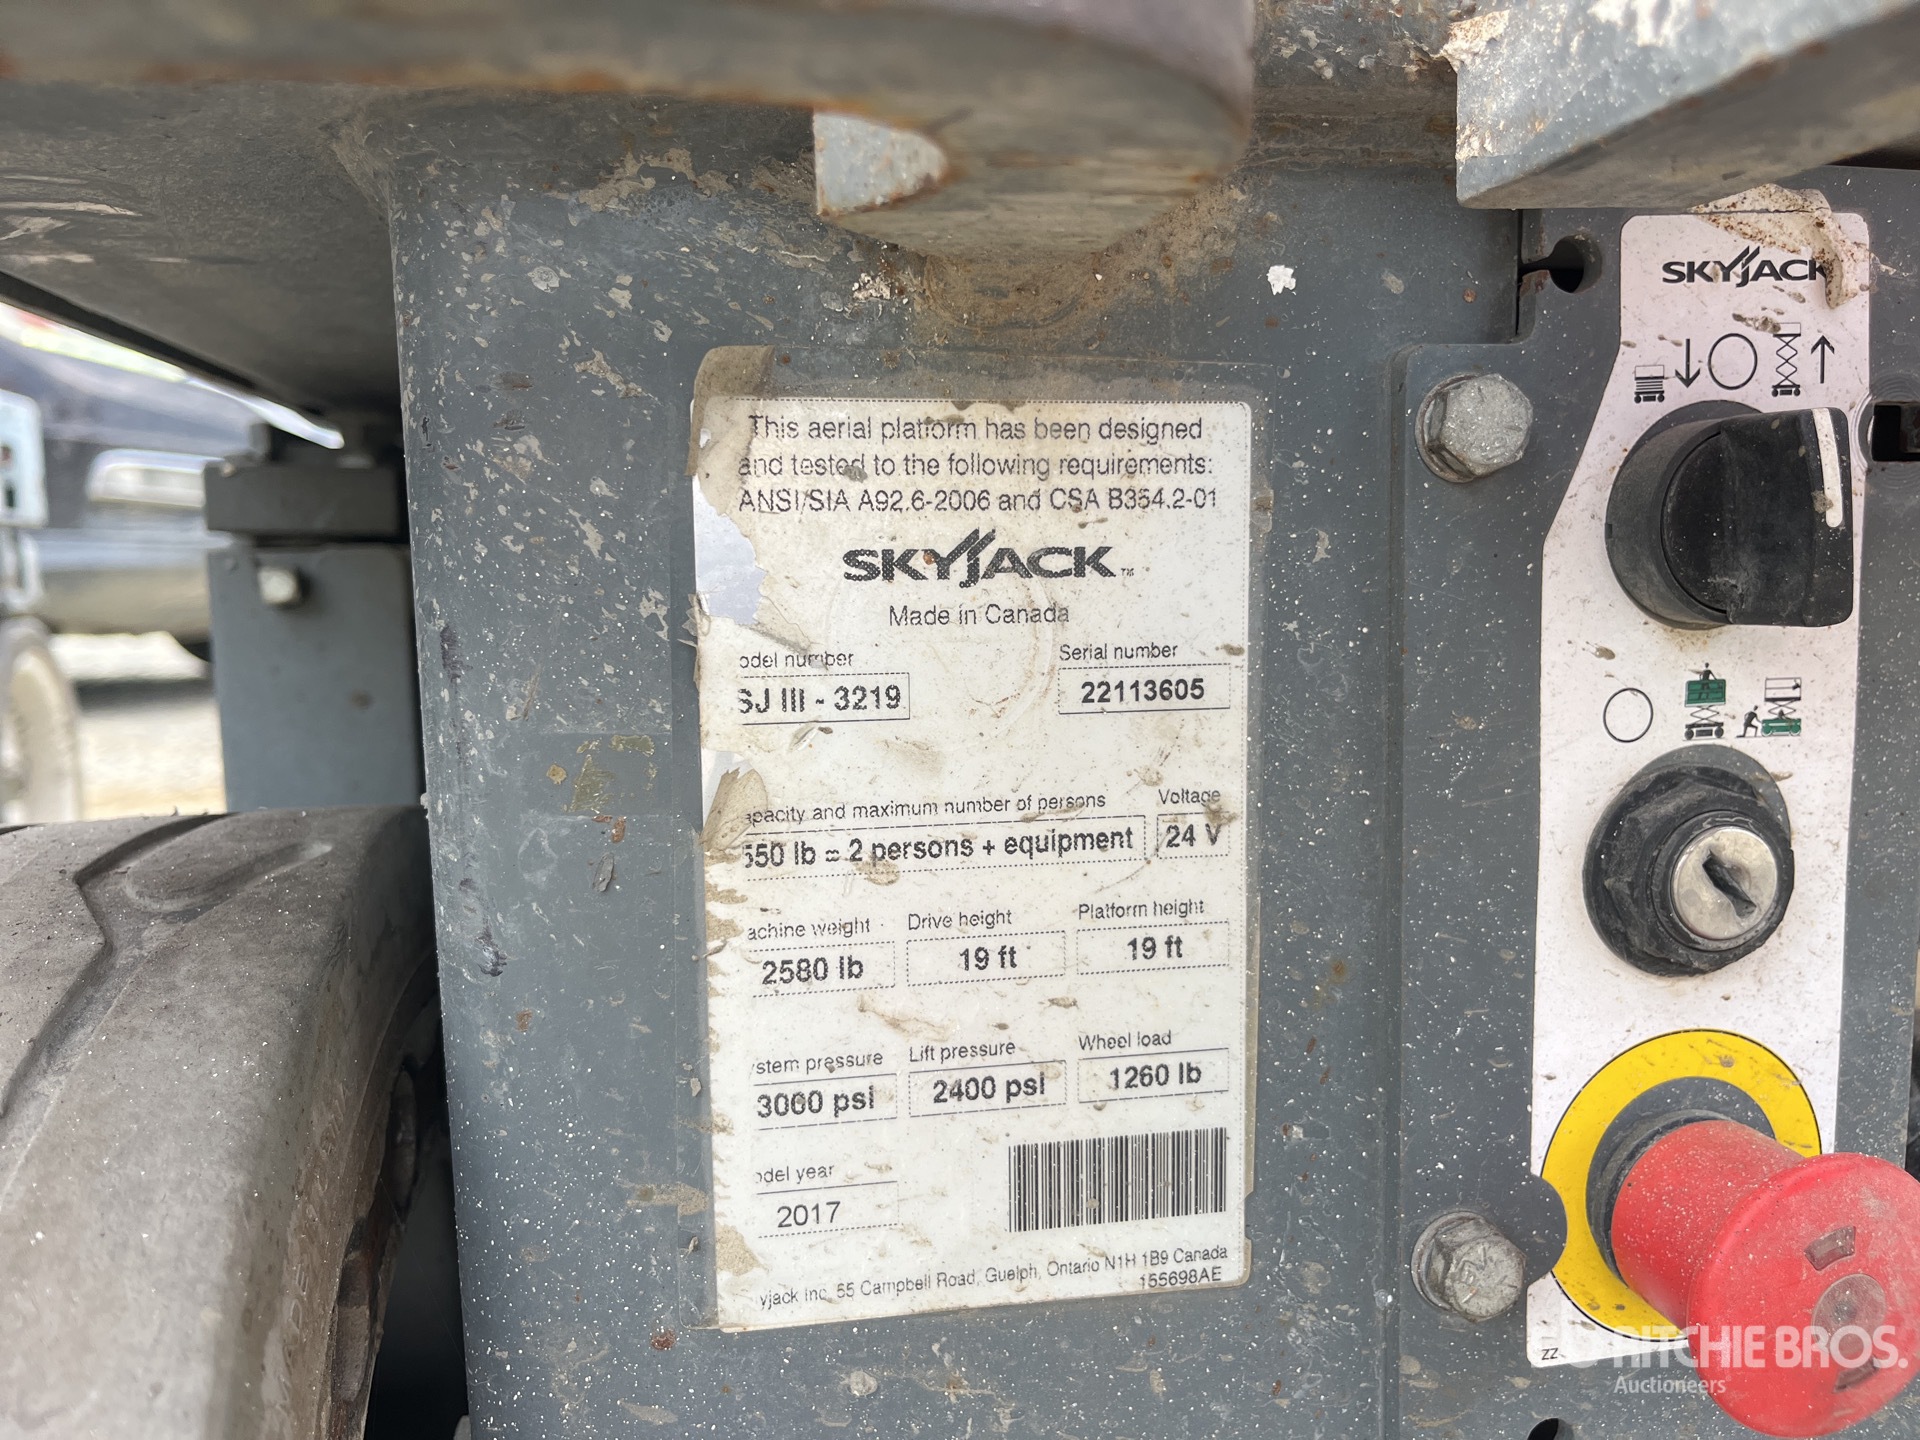 This aerial platform has been designed
and tested to the following requirements:
ANSI/SIA A92.6-2006 and CSA B354.2-01
SKYJACK™
Made in Canada
odel number
Serial number
SJ III - 3219
22113605
apacity and maximum number of persons
Voltage
550 lb = 2 persons + equipment
24 V
achine weight
Drive height
Platform height
2580 lb
19 ft
19 ft
stem pressure
Lift pressure
Wheel load
3000 psi
2400 psi
1260 lb
odel year
2017
yjack Inc. 55 Campbell Road, Guelph, Ontario N1H 1B9 Canada
155698AE
SKYJACK
ZZ
RITCHIE BROS.
Auctioneers